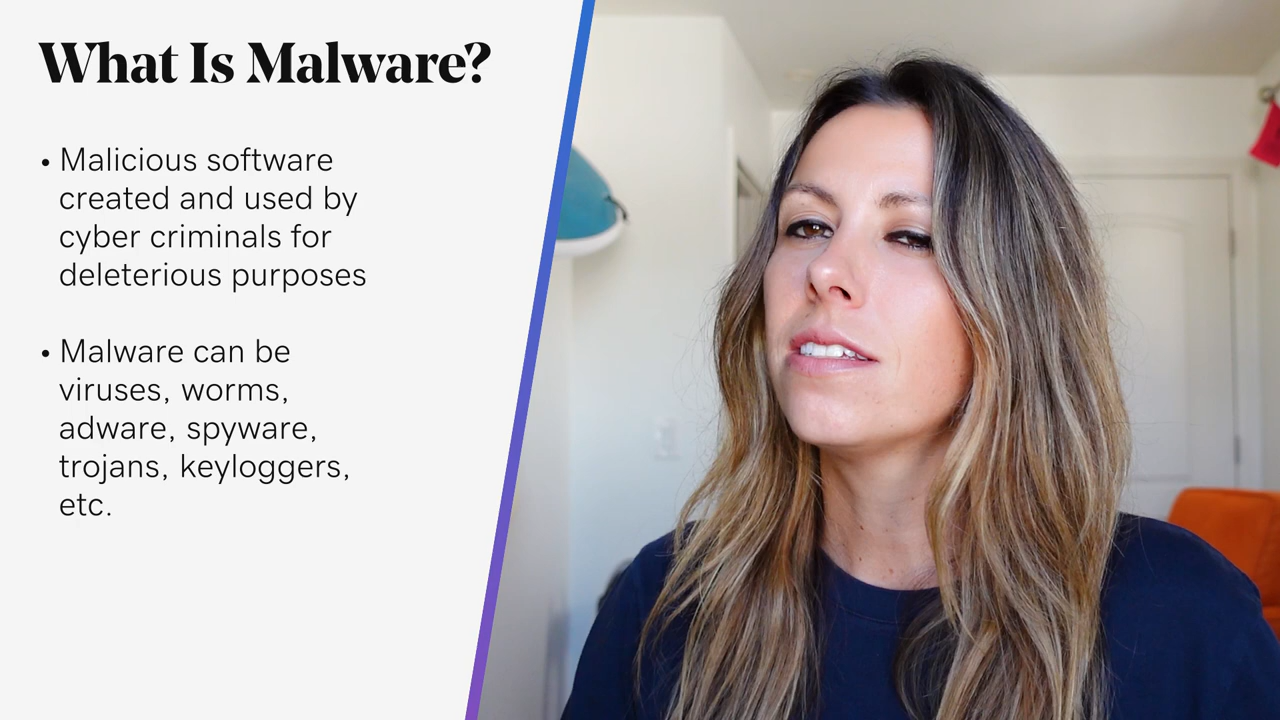 What Is Malware?
• Malicious software
created and used by
cyber criminals for
deleterious purposes
• Malware can be
viruses, worms,
adware, spyware,
trojans, keyloggers,
etc.